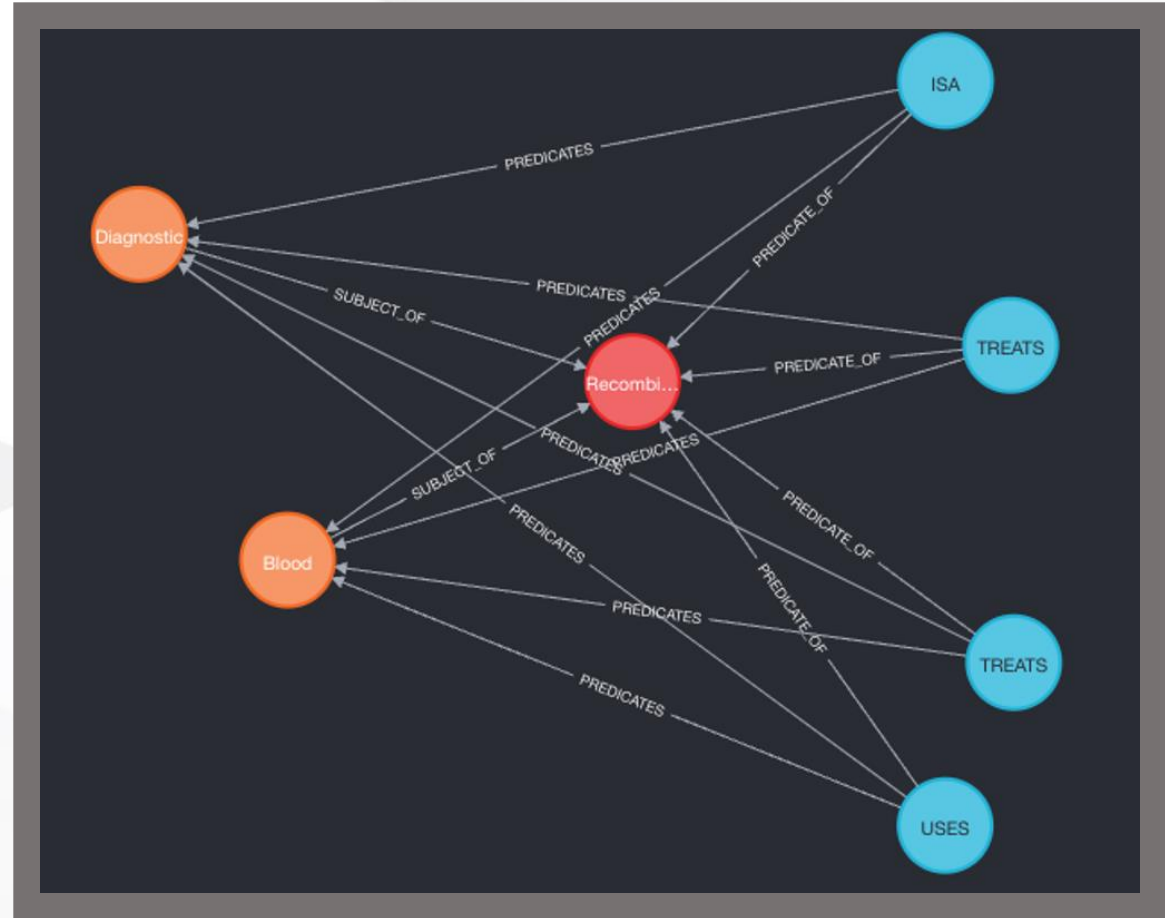 ISA
PREDICATES
Diagnostic
PREDICATE_OF
PREDICATES
SUBJECT_OF
PREDICATES
TREATS
PREDICATE_OF
Recombi...
PREDICATES
PREDICATES
SUBJECT_OF
PREDICATES
PREDICATE_OF
Blood
PREDICATE_OF
PREDICATES
TREATS
PREDICATES
USES